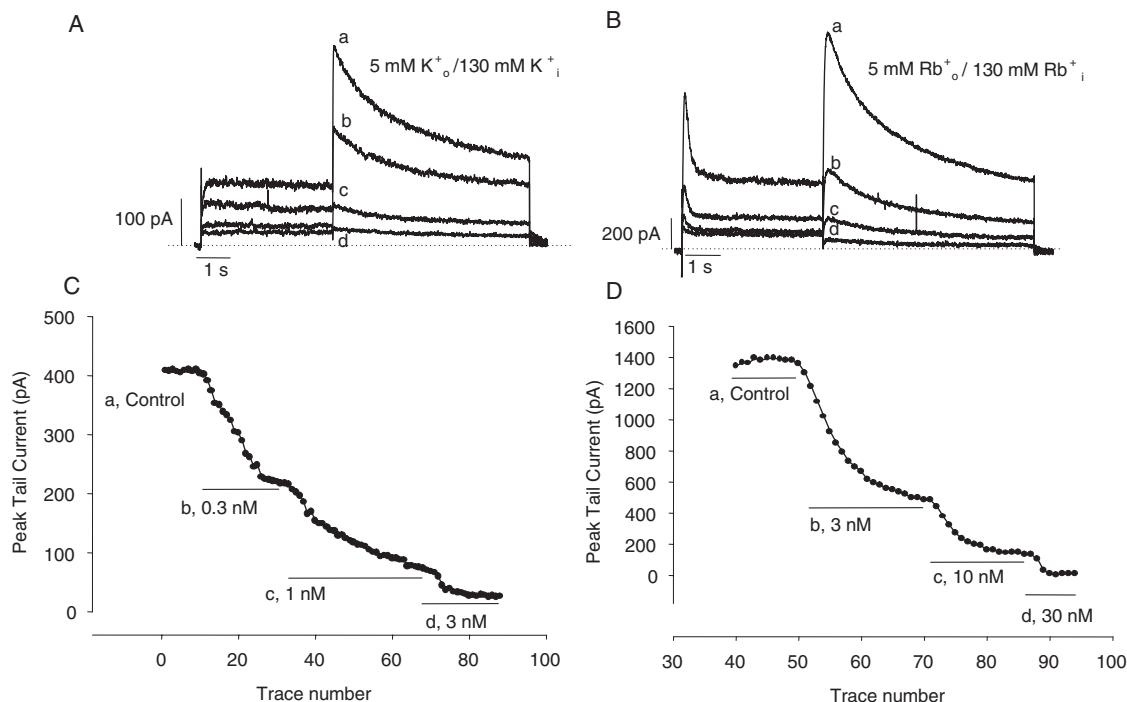 A
a
5 mM K⁺ₒ/130 mM K⁺ᵢ
b
c
d
100 pA
1 s
B
a
5 mM Rb⁺ₒ/ 130 mM Rb⁺ᵢ
b
c
d
200 pA
1 s
C
500
400
300
200
100
0
Peak Tail Current (pA)
a, Control
b, 0.3 nM
c, 1 nM
d, 3 nM
0 20 40 60 80 100
Trace number
D
1600
1400
1200
1000
800
600
400
200
0
Peak Tail Current (pA)
a, Control
b, 3 nM
c, 10 nM
d, 30 nM
30 40 50 60 70 80 90 100
Trace number